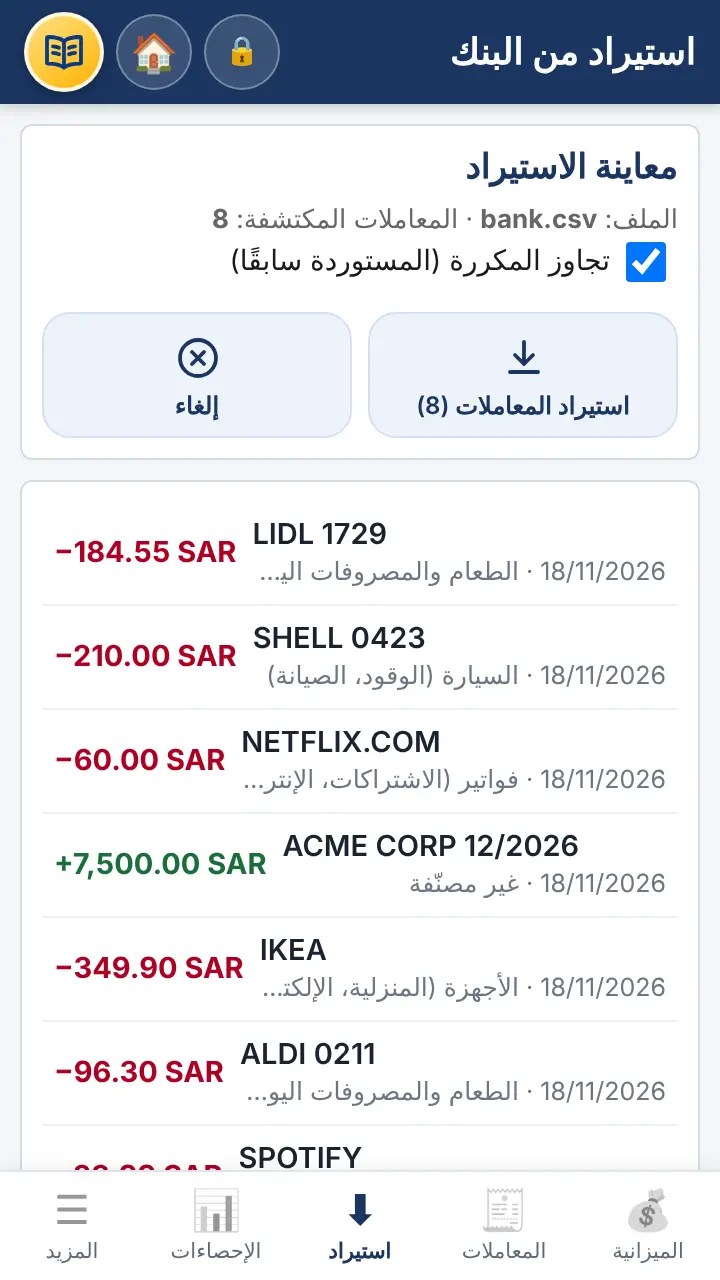 استيراد من البنك
معاينة الاستيراد
الملف: bank.csv · المعاملات المكتشفة: 8
تجاوز المكررة (المستوردة سابقًا)
استيراد المعاملات (8)
إلغاء
LIDL 1729
−184.55 SAR
18/11/2026 · الطعام والمصروفات الي...
SHELL 0423
−210.00 SAR
18/11/2026 · السيارة (الوقود، الصيانة)
NETFLIX.COM
−60.00 SAR
18/11/2026 · فواتير (الاشتراكات، الإنتر...
ACME CORP 12/2026
+7,500.00 SAR
18/11/2026 · غير مصنّفة
IKEA
−349.90 SAR
18/11/2026 · الأجهزة (المنزلية، الإلكت...
ALDI 0211
−96.30 SAR
18/11/2026 · الطعام والمصروفات اليو...
SPOTIFY
الميزانية
المعاملات
استيراد
الإحصاءات
المزيد